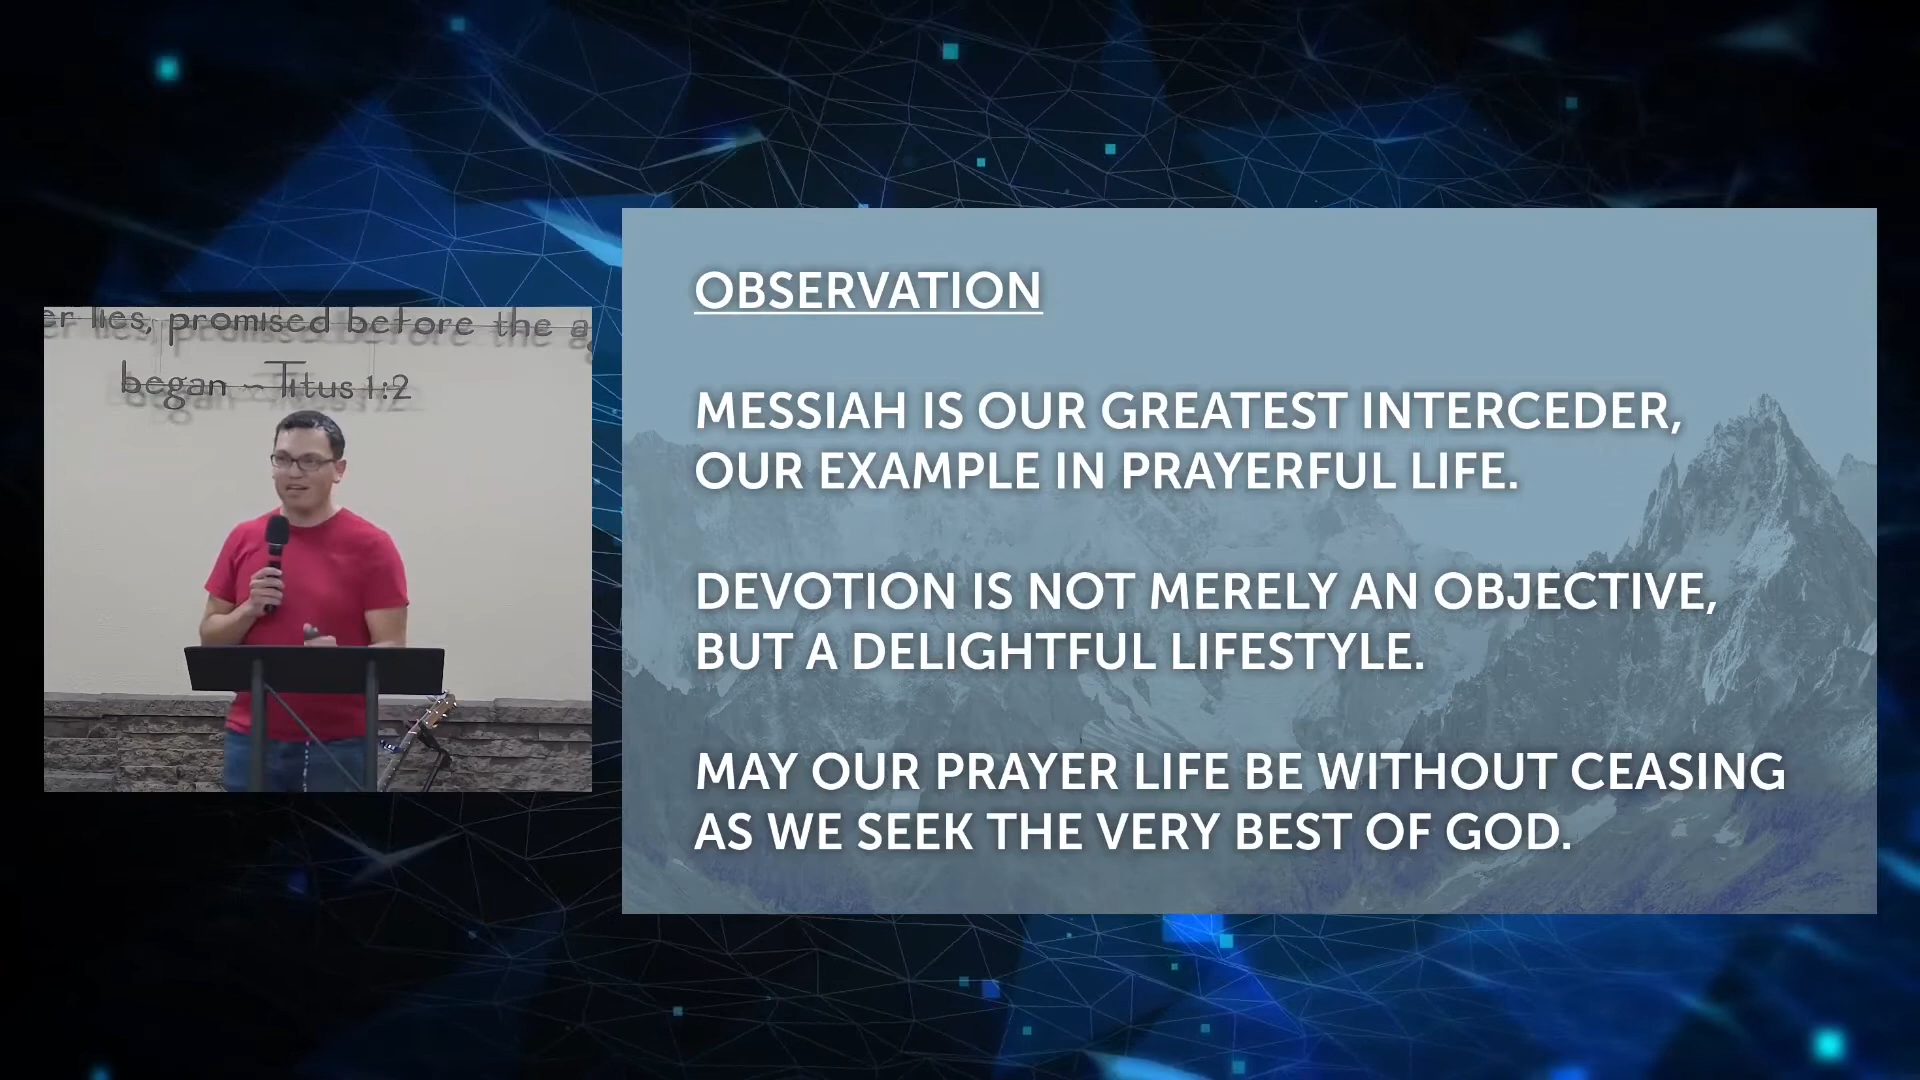 er lies, promised before the a
began ~ Titus 1:2
OBSERVATION
MESSIAH IS OUR GREATEST INTERCEDER,
OUR EXAMPLE IN PRAYERFUL LIFE.
DEVOTION IS NOT MERELY AN OBJECTIVE,
BUT A DELIGHTFUL LIFESTYLE.
MAY OUR PRAYER LIFE BE WITHOUT CEASING
AS WE SEEK THE VERY BEST OF GOD.